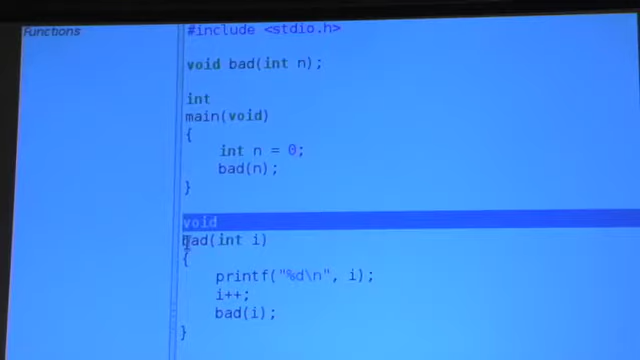 Functions
#include <stdio.h>
void bad(int n);
int
main(void)
{
int n = 0;
bad(n);
}
void
bad(int i)
{
printf("%d\n", i);
i++;
bad(i);
}